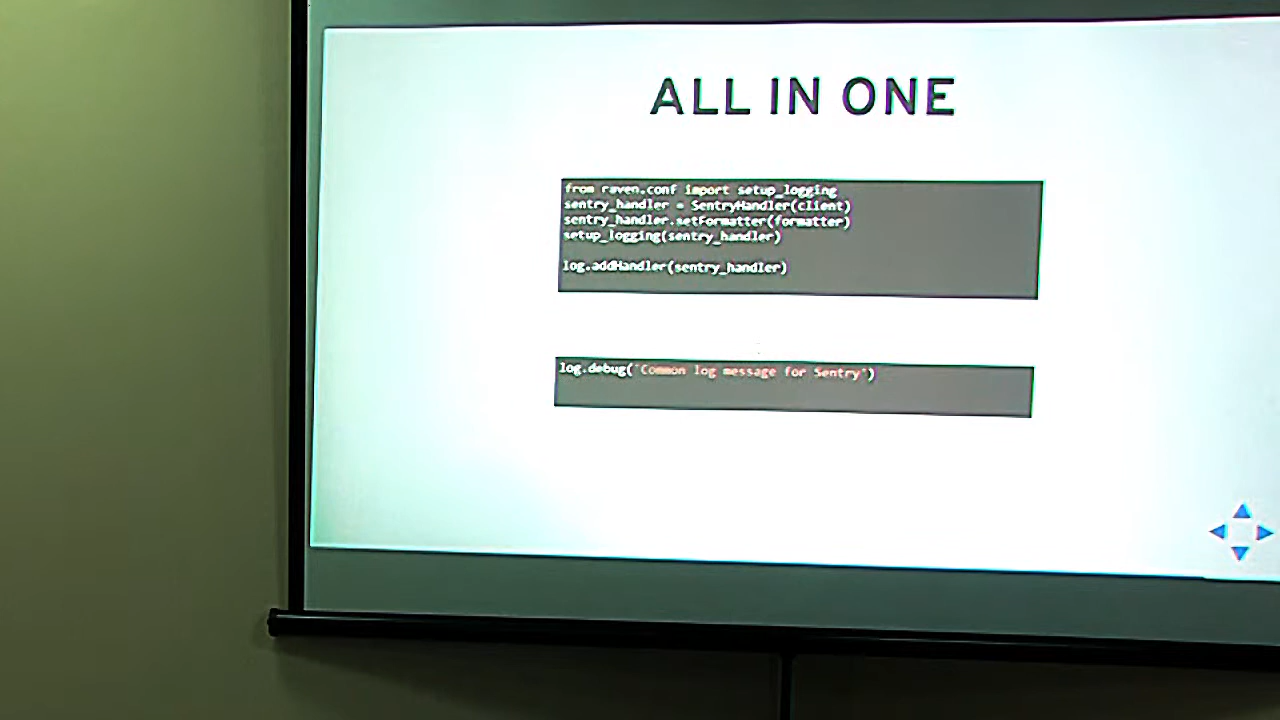 ALL IN ONE
from raven.conf import setup_logging
sentry_handler = SentryHandler(client)
sentry_handler.setFormatter(formatter)
setup_logging(sentry_handler)
log.addHandler(sentry_handler)
log.debug('Common log message for Sentry')